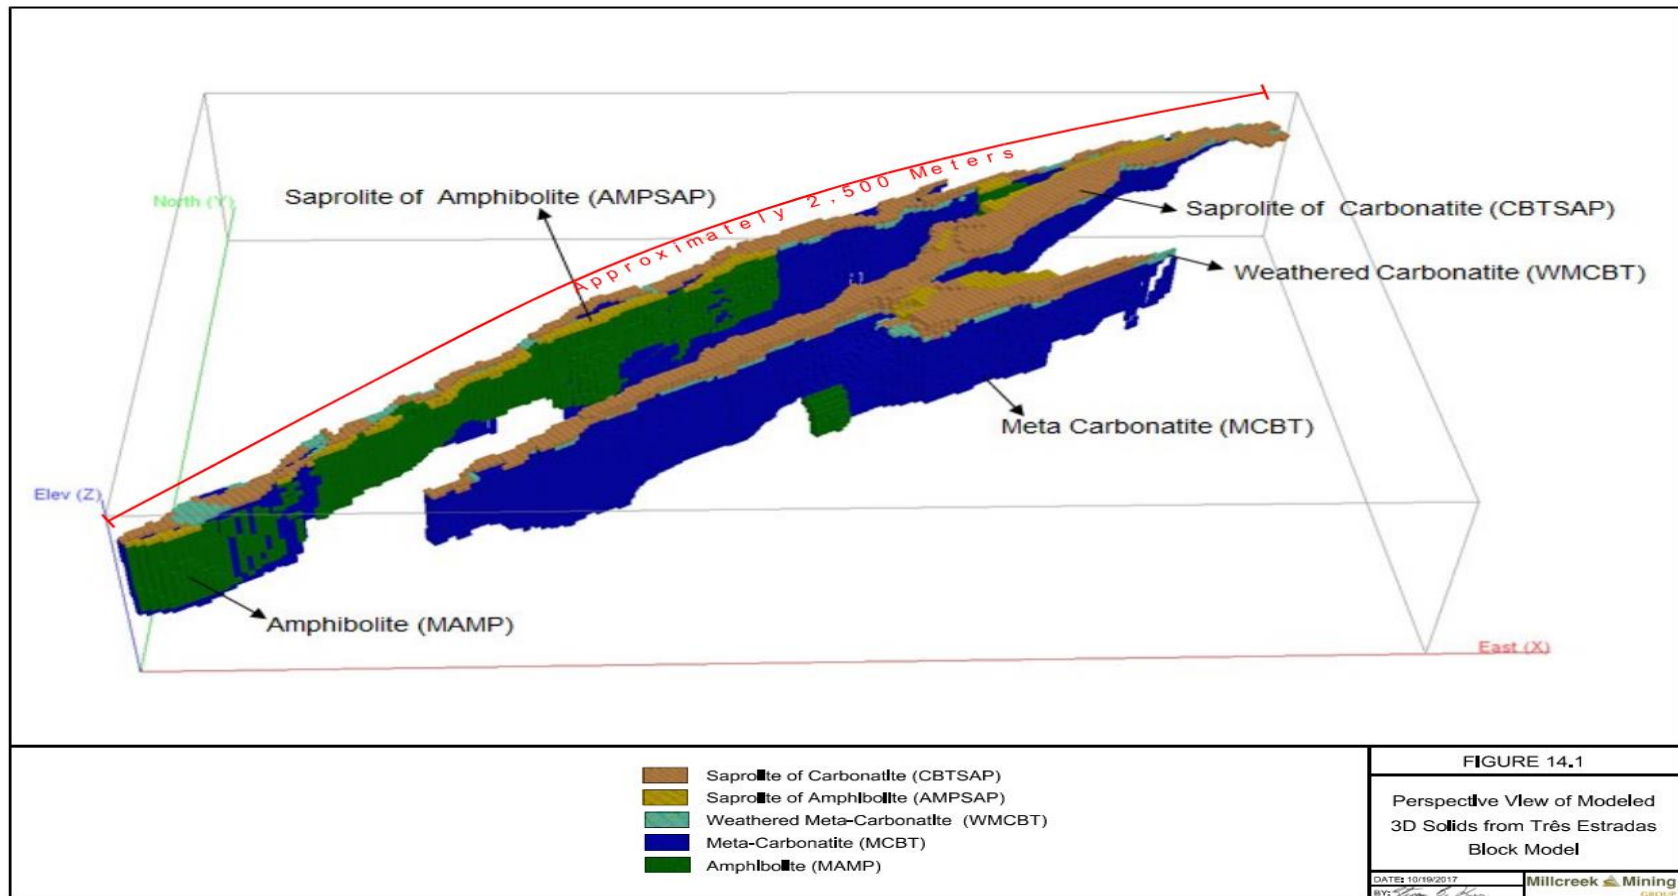 Approximately 2,500 Meters
North (Y)
Saprolite of Amphibolite (AMPSAP)
Saprolite of Carbonatite (CBTSAP)
Weathered Carbonatite (WMCBT)
Meta Carbonatite (MCBT)
Elev (Z)
Amphibolite (MAMP)
East (X)
Saprolite of Carbonatite (CBTSAP)
Saprolite of Amphibolite (AMPSAP)
Weathered Meta-Carbonatite (WMCBT)
Meta-Carbonatite (MCBT)
Amphibolite (MAMP)
FIGURE 14.1
Perspective View of Modeled
3D Solids from Três Estradas
Block Model
DATE: 10/19/2017
BY:
Millcreek Mining
GROUP